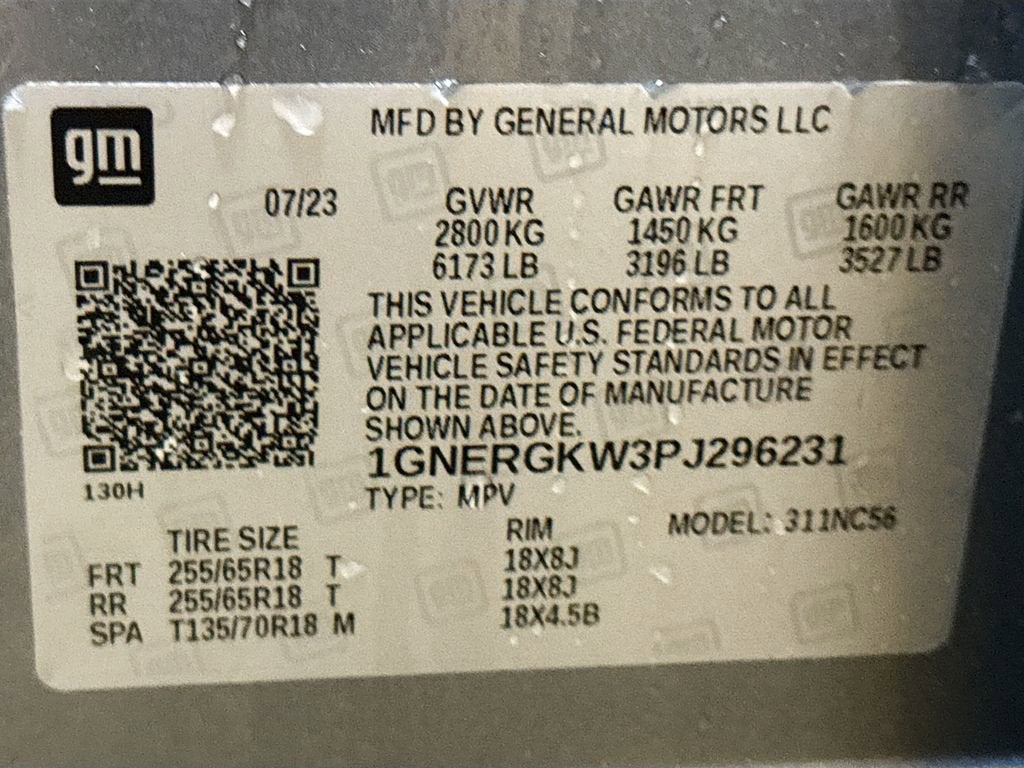 gm
MFD BY GENERAL MOTORS LLC
07/23 GVWR GAWR FRT GAWR RR
2800 KG 1450 KG 1600 KG
6173 LB 3196 LB 3527 LB
THIS VEHICLE CONFORMS TO ALL
APPLICABLE U.S. FEDERAL MOTOR
VEHICLE SAFETY STANDARDS IN EFFECT
ON THE DATE OF MANUFACTURE
SHOWN ABOVE.
1GNERGKW3PJ296231
130H
TYPE: MPV
MODEL: 311NC56
TIRE SIZE RIM
FRT 255/65R18 T 18X8J
RR 255/65R18 T 18X8J
SPA T135/70R18 M 18X4.5B